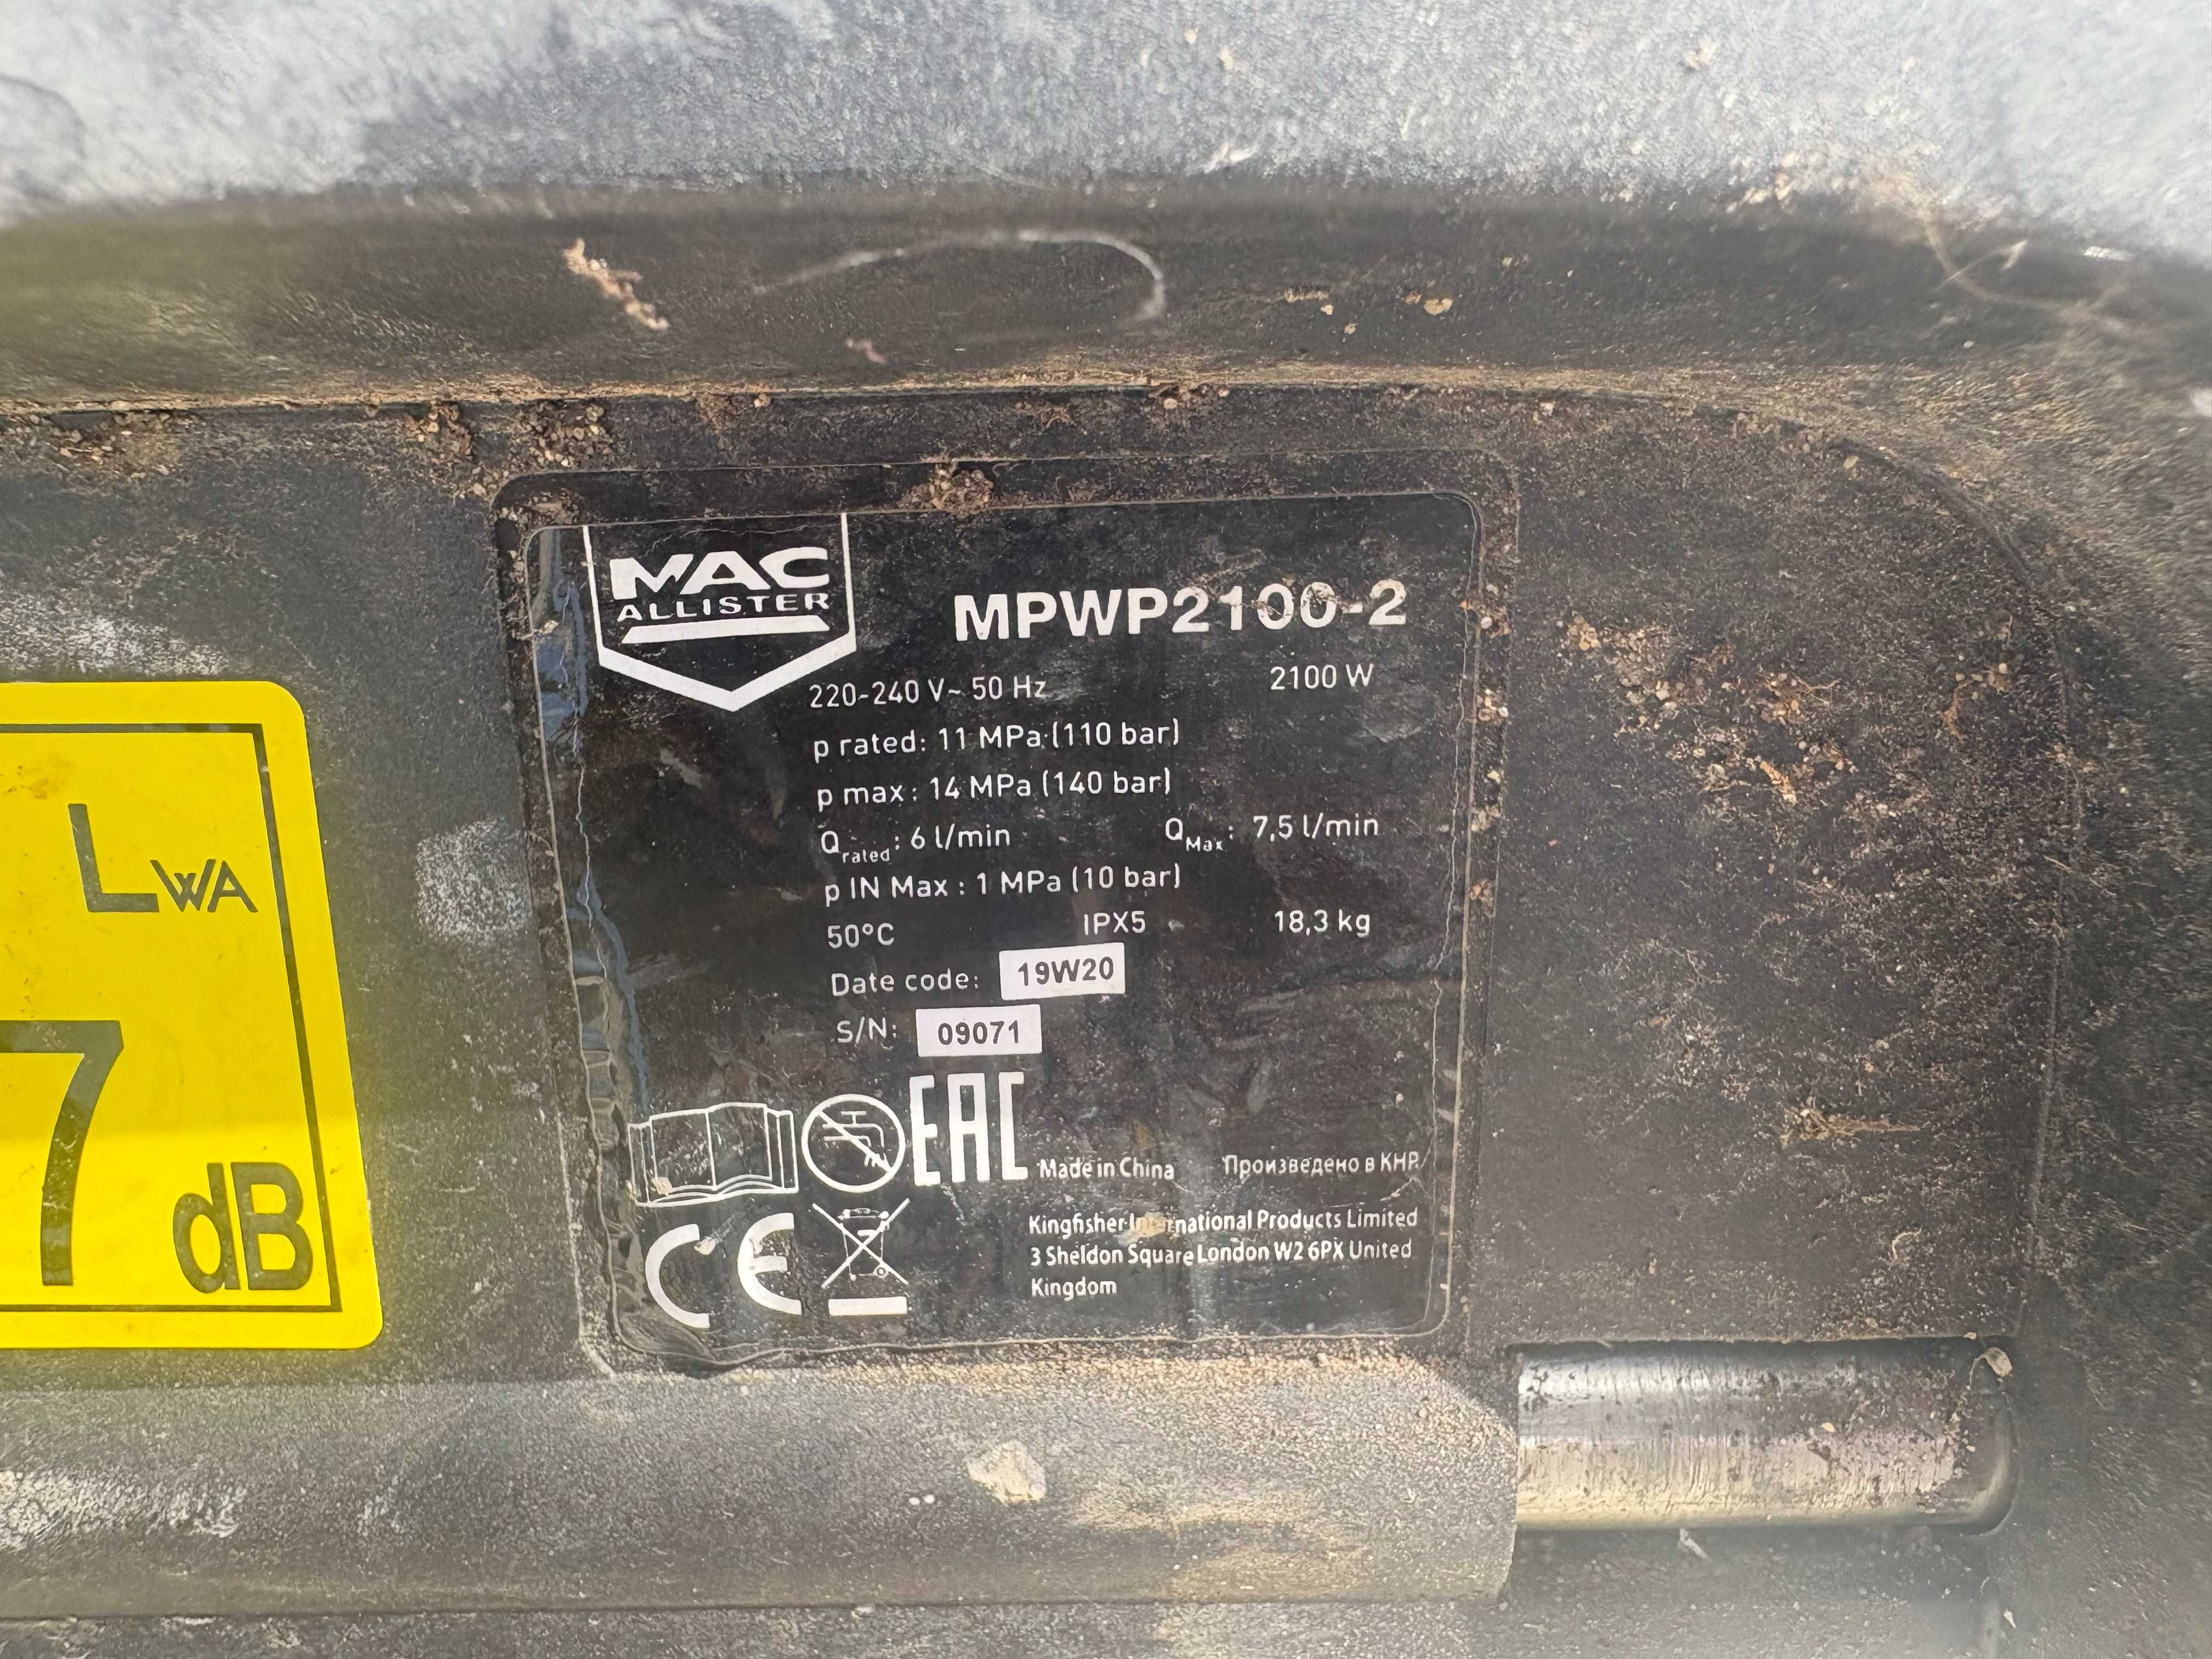 MAC
ALLISTER
MPWP2100-2
220-240 V~ 50 Hz 2100 W
p rated: 11 MPa (110 bar)
p max: 14 MPa (140 bar)
Qrated: 6 l/min QMax: 7,5 l/min
p IN Max : 1 MPa (10 bar)
50°C IPX5 18,3 kg
Date code: 19W20
S/N: 09071
EAC
Made in China Произведено в КНР
CE
Kingfisher International Products Limited
3 Sheldon Square London W2 6PX United
Kingdom
LWA
7
dB